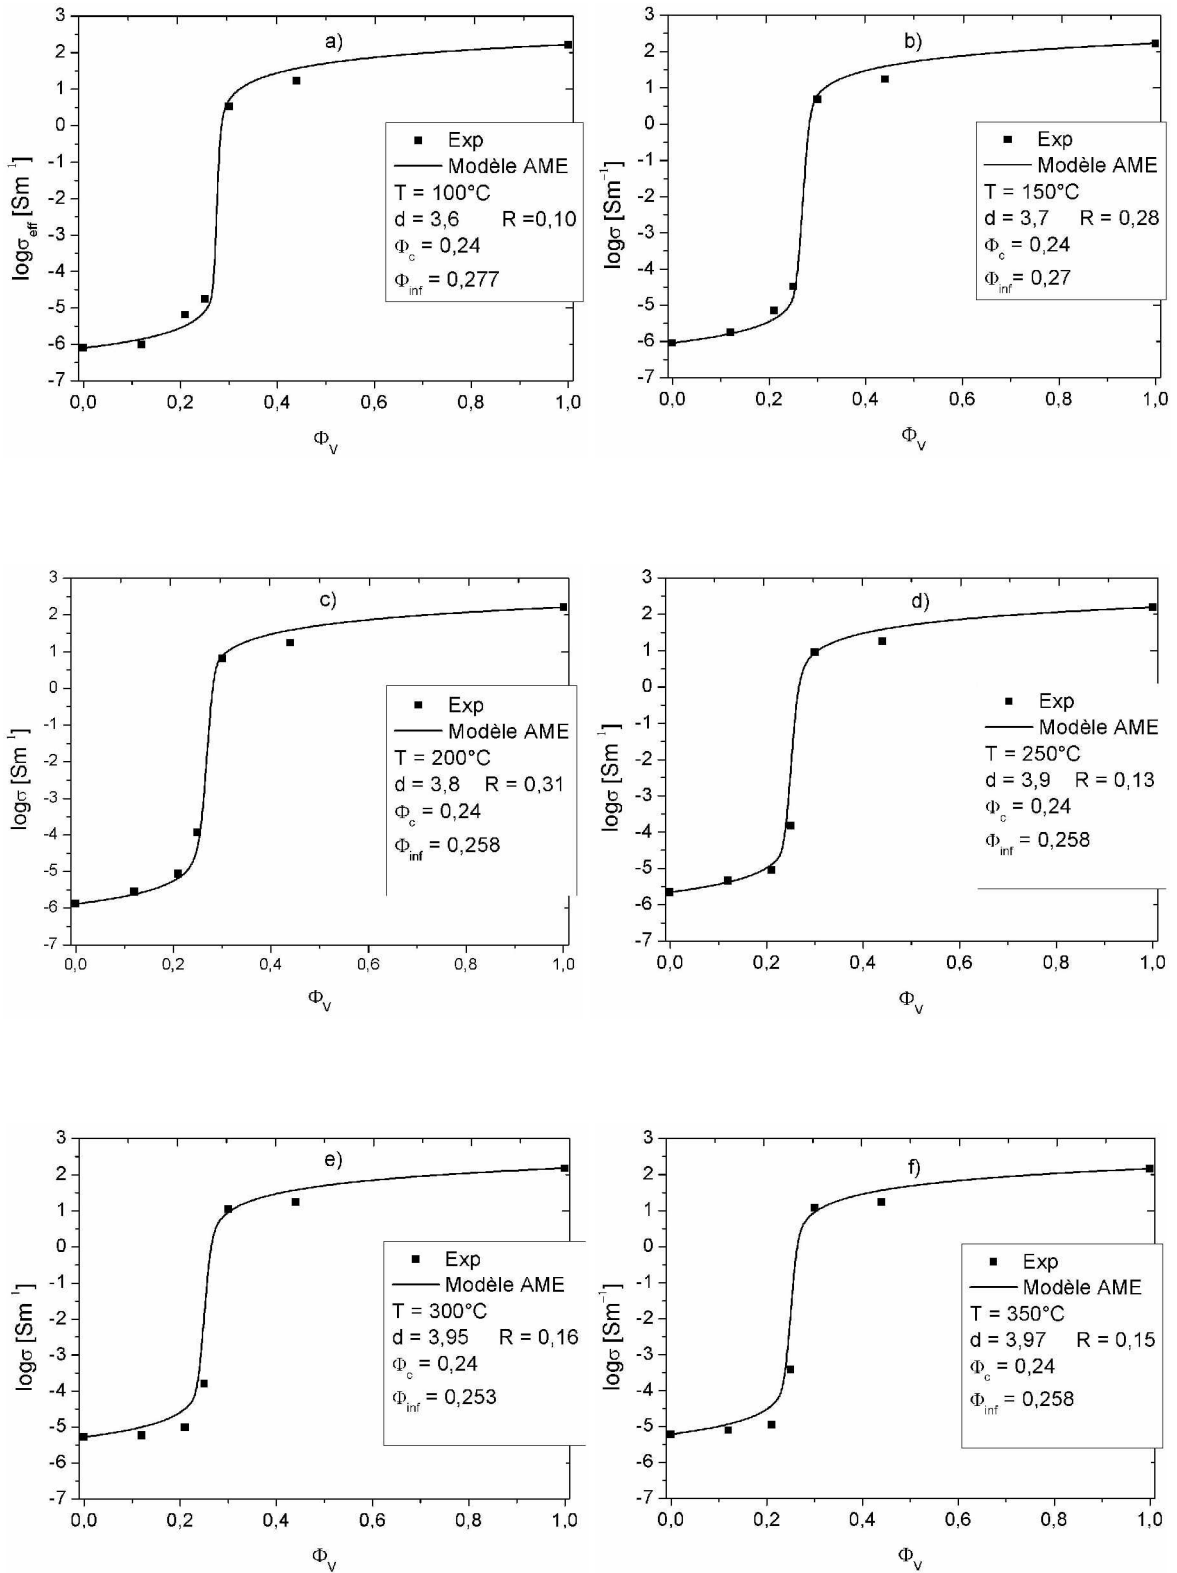 a)
3
2
1
0
-1
-2
-3
-4
-5
-6
-7
logσeff [Sm⁻¹]
Exp
Modèle AME
T = 100°C
d = 3,6 R =0,10
Φc = 0,24
Φinf = 0,277
0,0 0,2 0,4 0,6 0,8 1,0
ΦV
b)
3
2
1
0
-1
-2
-3
-4
-5
-6
-7
logσ [Sm⁻¹]
Exp
Modèle AME
T = 150°C
d = 3,7 R = 0,28
Φc = 0,24
Φinf = 0,27
0,0 0,2 0,4 0,6 0,8 1,0
ΦV
c)
3
2
1
0
-1
-2
-3
-4
-5
-6
-7
logσ [Sm⁻¹]
Exp
Modèle AME
T = 200°C
d = 3,8 R = 0,31
Φc = 0,24
Φinf = 0,258
0,0 0,2 0,4 0,6 0,8 1,0
ΦV
d)
3
2
1
0
-1
-2
-3
-4
-5
-6
-7
logσ [Sm⁻¹]
Exp
Modèle AME
T = 250°C
d = 3,9 R = 0,13
Φc = 0,24
Φinf = 0,258
0,0 0,2 0,4 0,6 0,8 1,0
ΦV
e)
3
2
1
0
-1
-2
-3
-4
-5
-6
-7
logσ [Sm⁻¹]
Exp
Modèle AME
T = 300°C
d = 3,95 R = 0,16
Φc = 0,24
Φinf = 0,253
0,0 0,2 0,4 0,6 0,8 1,0
ΦV
f)
3
2
1
0
-1
-2
-3
-4
-5
-6
-7
logσ [Sm⁻¹]
Exp
Modèle AME
T = 350°C
d = 3,97 R = 0,15
Φc = 0,24
Φinf = 0,258
0,0 0,2 0,4 0,6 0,8 1,0
ΦV